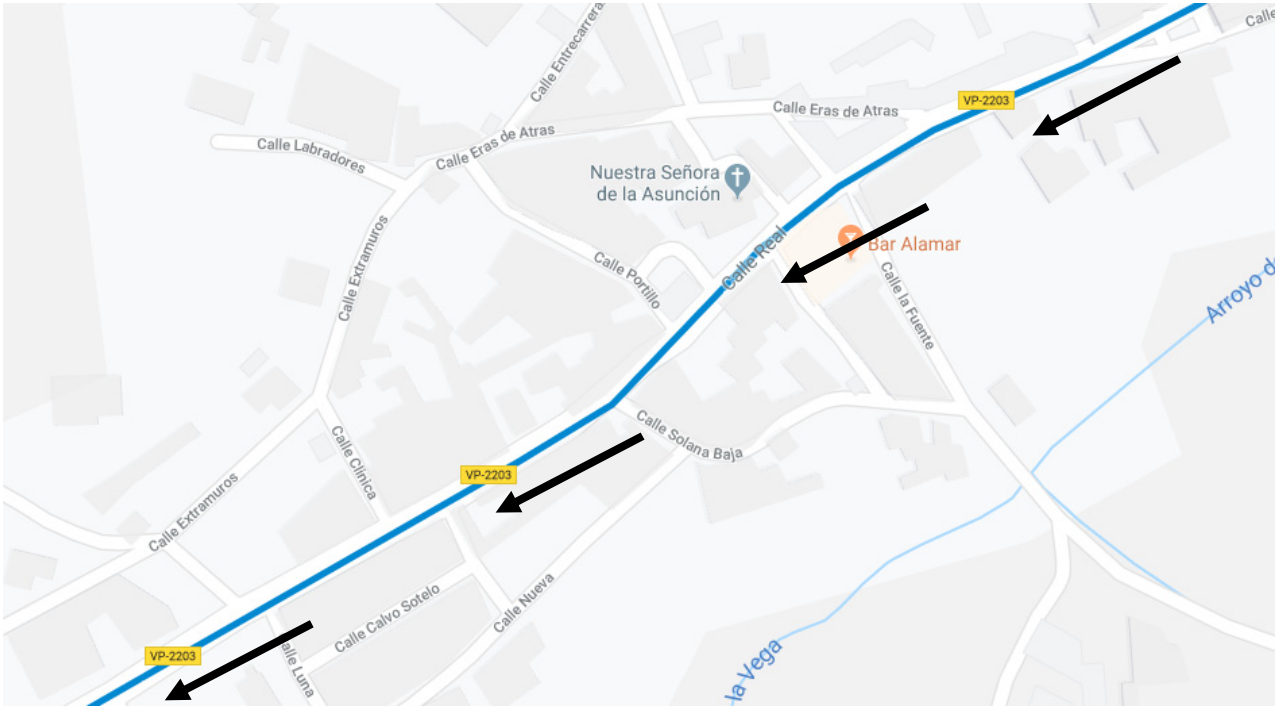 Calle
Calle Entrecarrera
VP-2203
Calle Eras de Atras
Calle Eras de Atras
Calle Labradores
Nuestra Señora
de la Asunción
Calle Extramuros
Calle Real
Bar Alamar
Calle Portillo
Calle la Fuente
Arroyo d
Calle Solana Baja
Calle Clínica
VP-2203
Calle Extramuros
Calle Nueva
Calle Calvo Sotelo
VP-2203
alle Luna
la Vega